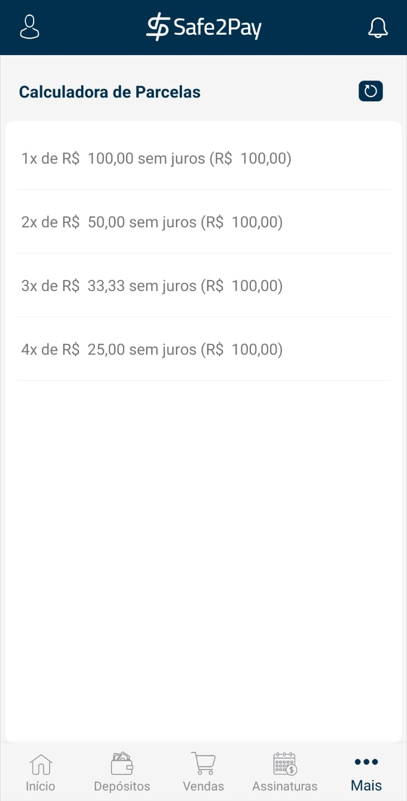 Safe2Pay
Calculadora de Parcelas
1x de R$ 100,00 sem juros (R$ 100,00)
2x de R$ 50,00 sem juros (R$ 100,00)
3x de R$ 33,33 sem juros (R$ 100,00)
4x de R$ 25,00 sem juros (R$ 100,00)
Início Depósitos Vendas Assinaturas Mais